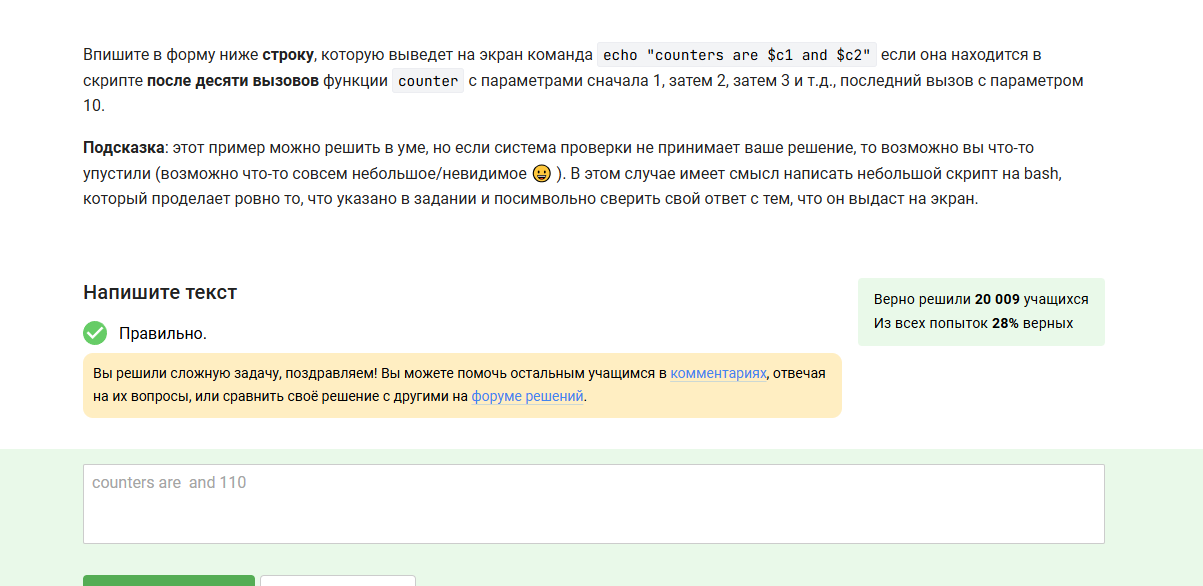 Впишите в форму ниже строку, которую выведет на экран команда echo "counters are $c1 and $c2" если она находится в
скрипте после десяти вызовов функции counter с параметрами сначала 1, затем 2, затем 3 и т.д., последний вызов с параметром
10.
Подсказка: этот пример можно решить в уме, но если система проверки не принимает ваше решение, то возможно вы что-то
упустили (возможно что-то совсем небольшое/невидимое 😀 ). В этом случае имеет смысл написать небольшой скрипт на bash,
который проделает ровно то, что указано в задании и посимвольно сверить свой ответ с тем, что он выдаст на экран.
Напишите текст
Верно решили 20 009 учащихся
Из всех попыток 28% верных
Правильно.
Вы решили сложную задачу, поздравляем! Вы можете помочь остальным учащимся в комментариях, отвечая
на их вопросы, или сравнить своё решение с другими на форуме решений.
counters are  and 110